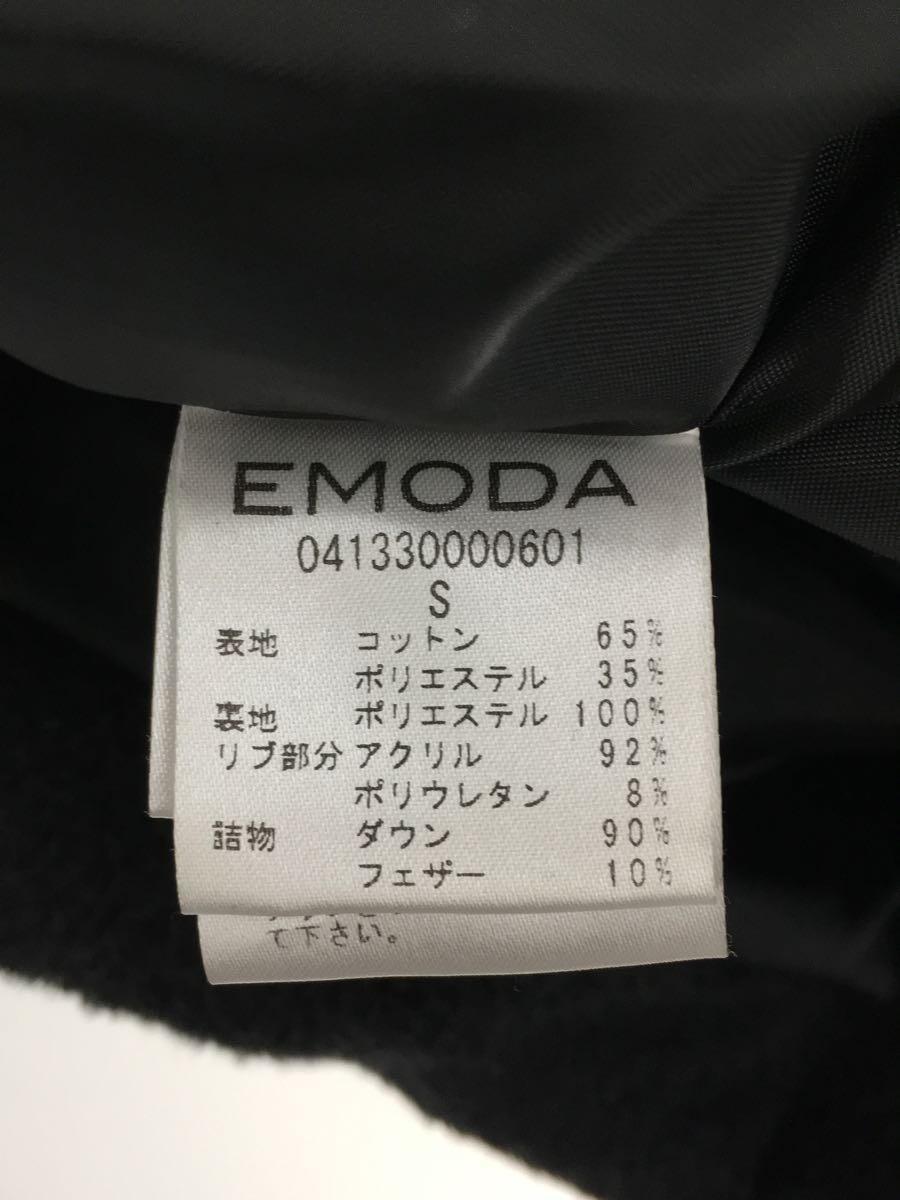 EMODA
041330000601
S
表地 コットン 65%
ポリエステル 35%
裏地 ポリエステル 100%
リブ部分 アクリル 92%
ポリウレタン 8%
詰物 ダウン 90%
フェザー 10%
て下さい。